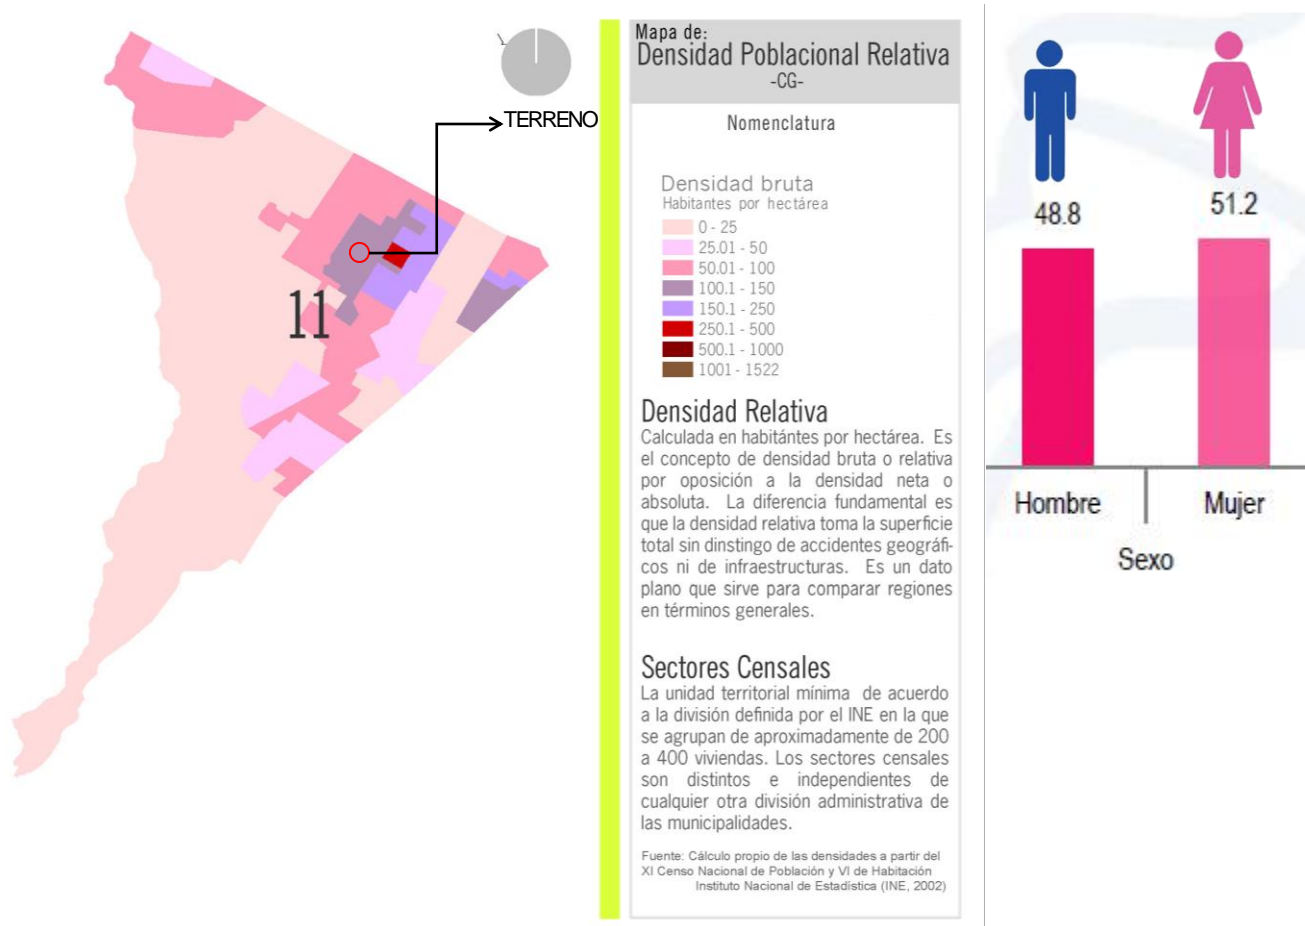 TERRENO
11
Mapa de:
Densidad Poblacional Relativa
-CG-
Nomenclatura
Densidad bruta
Habitantes por hectárea
0 - 25
25.01 - 50
50.01 - 100
100.1 - 150
150.1 - 250
250.1 - 500
500.1 - 1000
1001 - 1522
Densidad Relativa
Calculada en habitántes por hectárea. Es
el concepto de densidad bruta o relativa
por oposición a la densidad neta o
absoluta. La diferencia fundamental es
que la densidad relativa toma la superficie
total sin dinstingo de accidentes geográfi-
cos ni de infraestructuras. Es un dato
plano que sirve para comparar regiones
en términos generales.
Sectores Censales
La unidad territorial mínima de acuerdo
a la división definida por el INE en la que
se agrupan de aproximadamente de 200
a 400 viviendas. Los sectores censales
son distintos e independientes de
cualquier otra división administrativa de
las municipalidades.
Fuente: Cálculo propio de las densidades a partir del
XI Censo Nacional de Población y VI de Habitación
Instituto Nacional de Estadística (INE, 2002)
48.8
51.2
Hombre
Mujer
Sexo